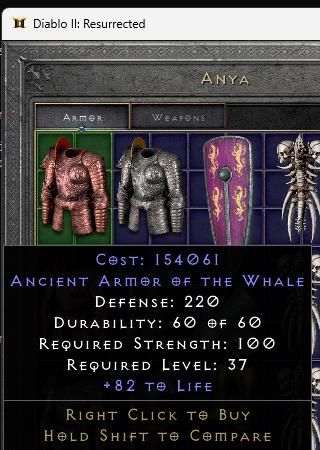 Diablo II: Resurrected
Anya
Armor
Weapons
Cost: 154061
Ancient Armor of the Whale
Defense: 220
Durability: 60 of 60
Required Strength: 100
Required Level: 37
+82 to Life
Right Click to Buy
Hold Shift to Compare